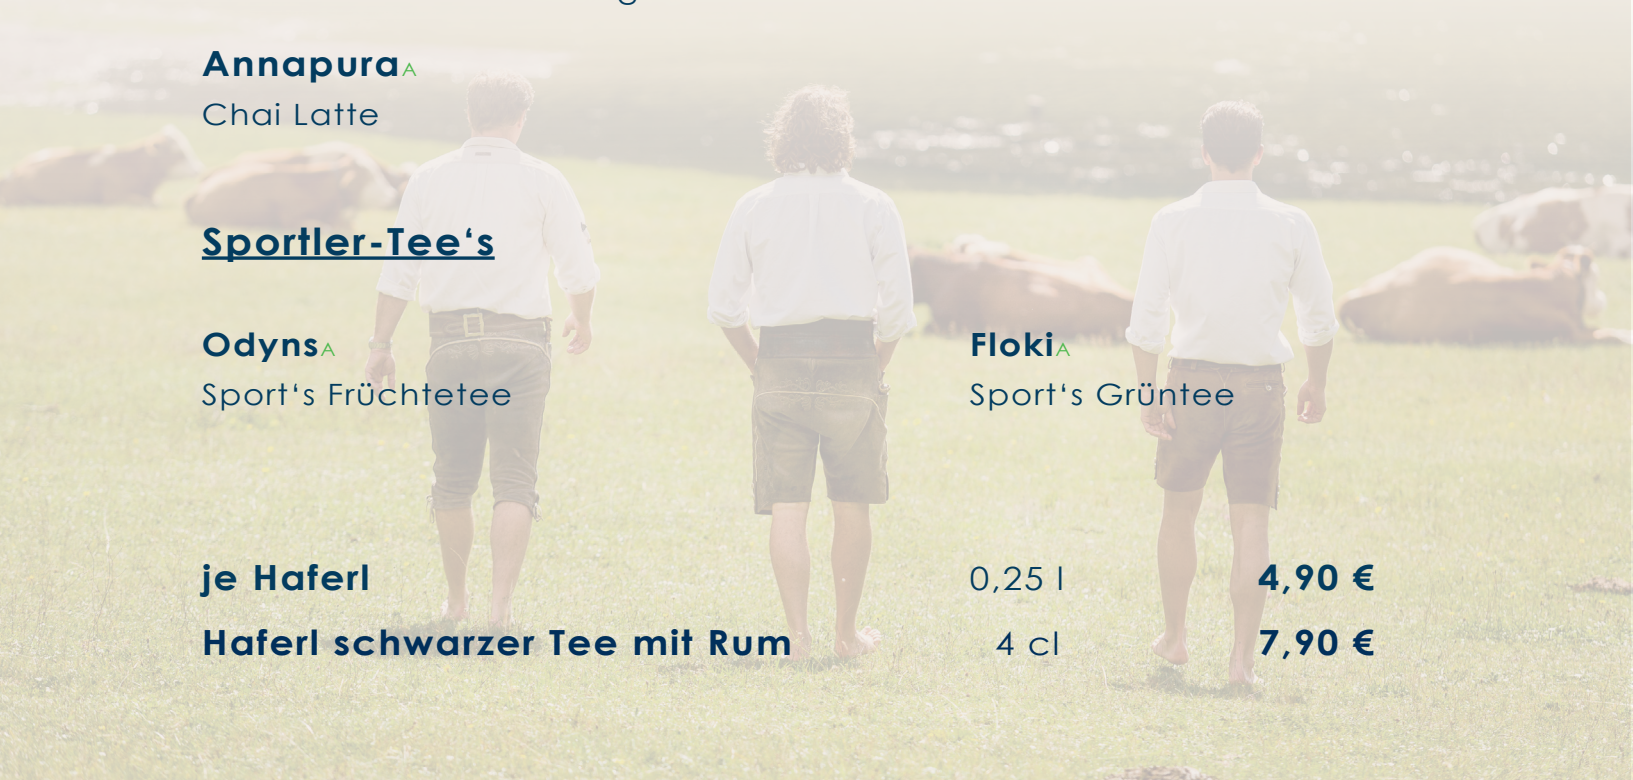 Annapura A
Chai Latte
Sportler-Tee‘s
Odyns A
Floki A
Sport‘s Früchtetee
Sport‘s Grüntee
je Haferl 0,25 l 4,90 €
Haferl schwarzer Tee mit Rum 4 cl 7,90 €